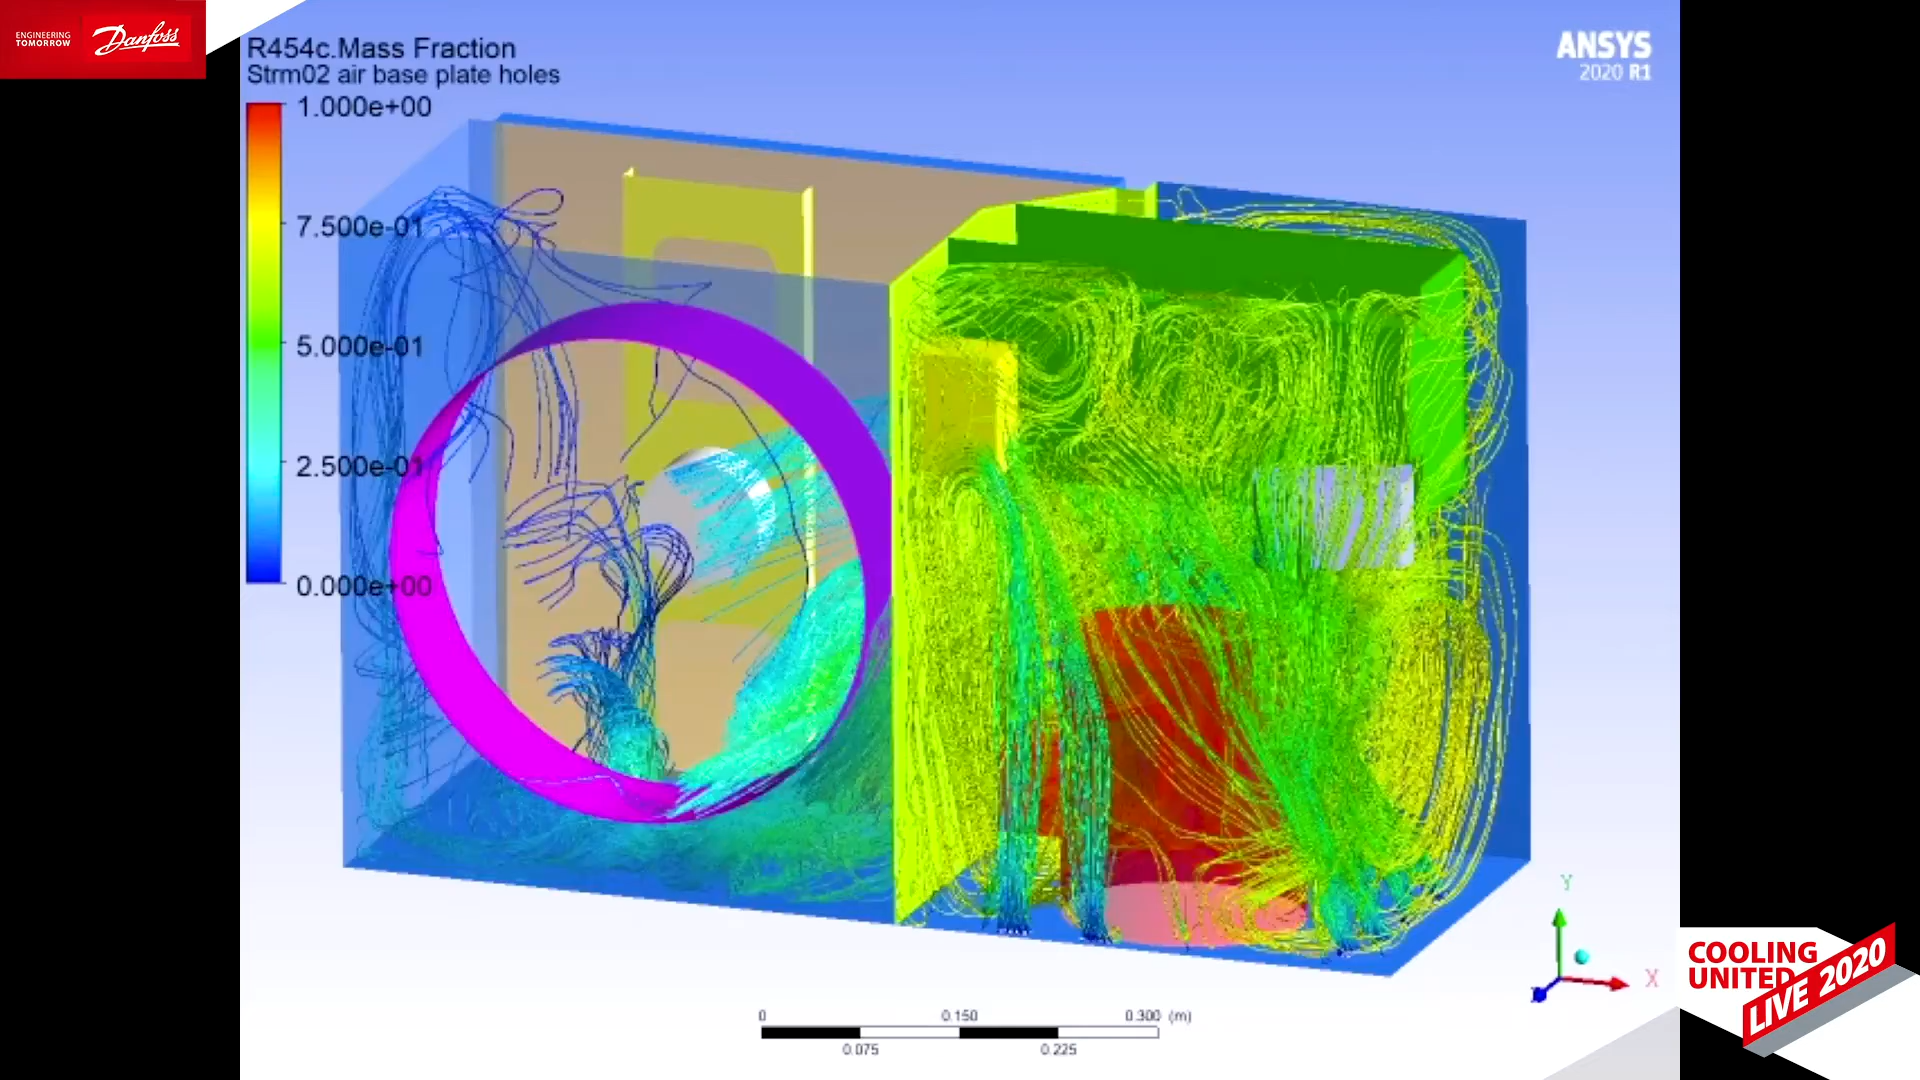 ENGINEERING
TOMORROW
Danfoss
R454c.Mass Fraction
Strm02 air base plate holes
1.000e+00
7.500e-01
5.000e-01
2.500e-01
0.000e+00
ANSYS
2020 R1
Y
X
0 0.150 0.300 (m)
0.075 0.225
COOLING
UNITED
LIVE 2020